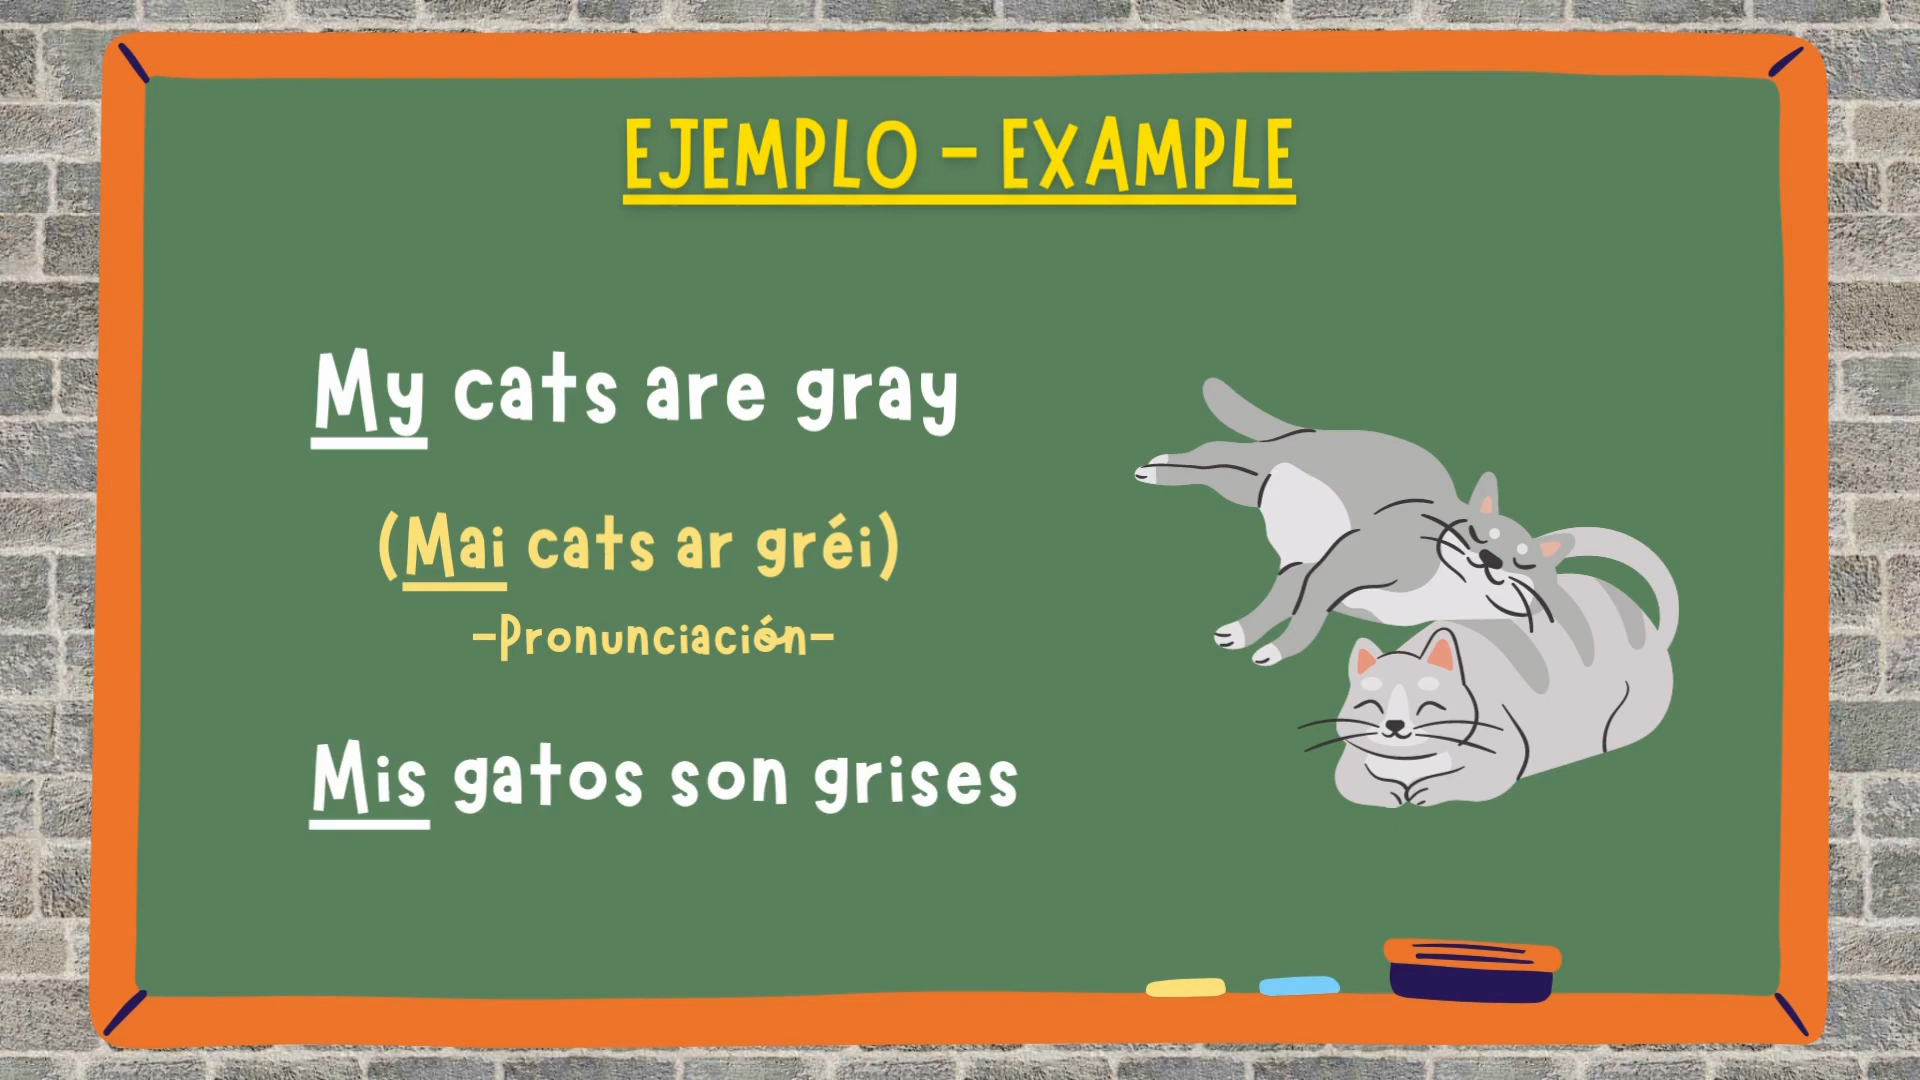 EJEMPLO - EXAMPLE
My cats are gray
(Mai cats ar gréi)
-Pronunciación-
Mis gatos son grises